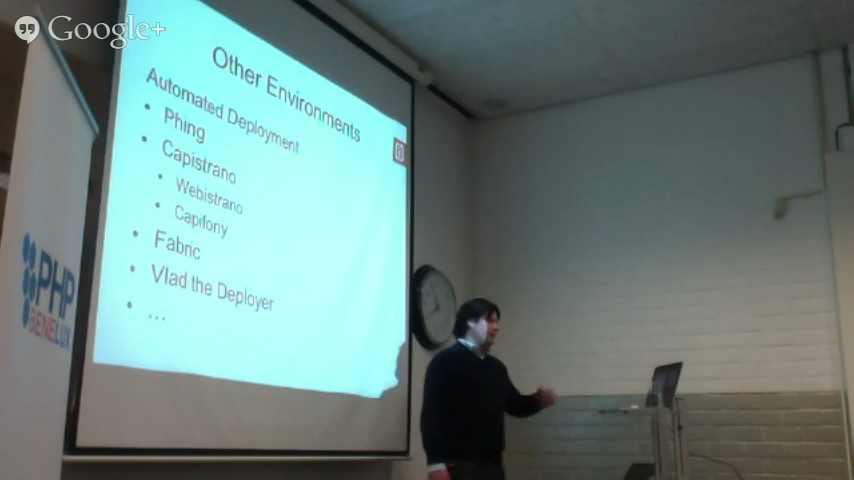 Google+
Other Environments
Automated Deployment
• Phing
• Capistrano
• Webistrano
• Capifony
• Fabric
• Vlad the Deployer
• ...
PHP
BENELUX